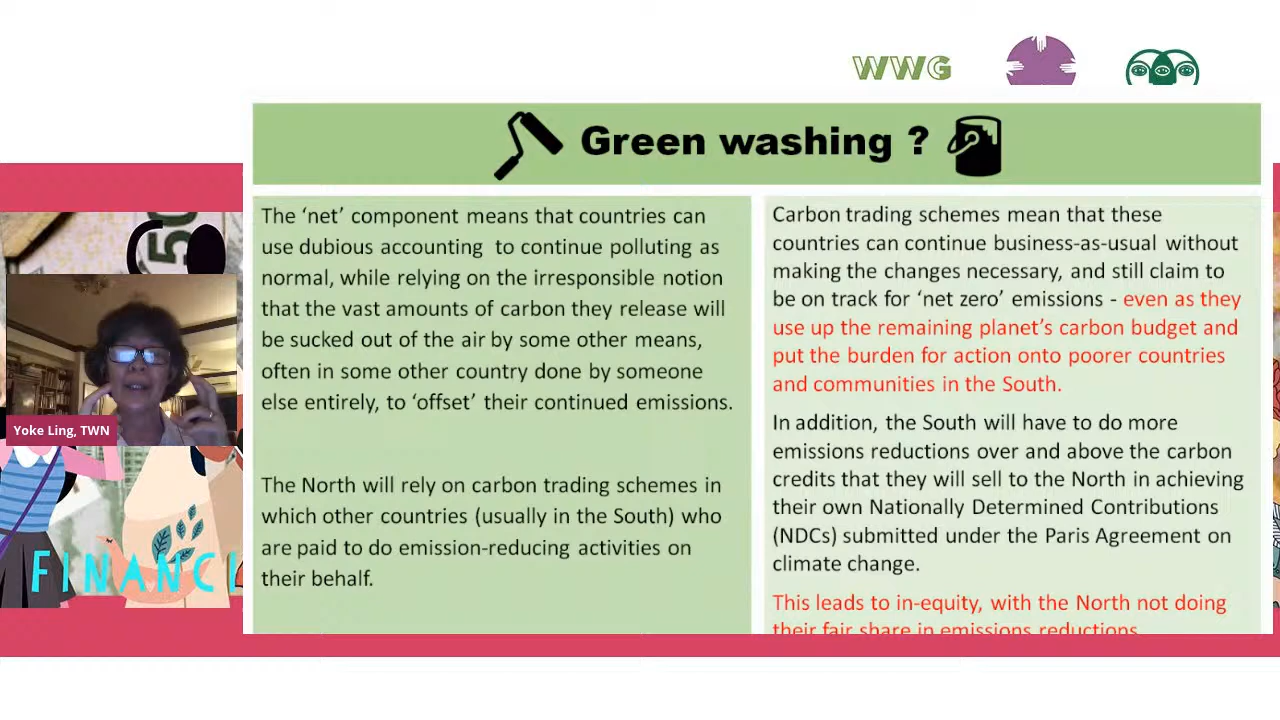 WWG
Green washing ?
The ‘net’ component means that countries can
use dubious accounting to continue polluting as
normal, while relying on the irresponsible notion
that the vast amounts of carbon they release will
be sucked out of the air by some other means,
often in some other country done by someone
else entirely, to ‘offset’ their continued emissions.
The North will rely on carbon trading schemes in
which other countries (usually in the South) who
are paid to do emission-reducing activities on
their behalf.
Carbon trading schemes mean that these
countries can continue business-as-usual without
making the changes necessary, and still claim to
be on track for ‘net zero’ emissions - even as they
use up the remaining planet’s carbon budget and
put the burden for action onto poorer countries
and communities in the South.
In addition, the South will have to do more
emissions reductions over and above the carbon
credits that they will sell to the North in achieving
their own Nationally Determined Contributions
(NDCs) submitted under the Paris Agreement on
climate change.
This leads to in-equity, with the North not doing
their fair share in emissions reductions
50
Yoke Ling, TWN
FINANCI